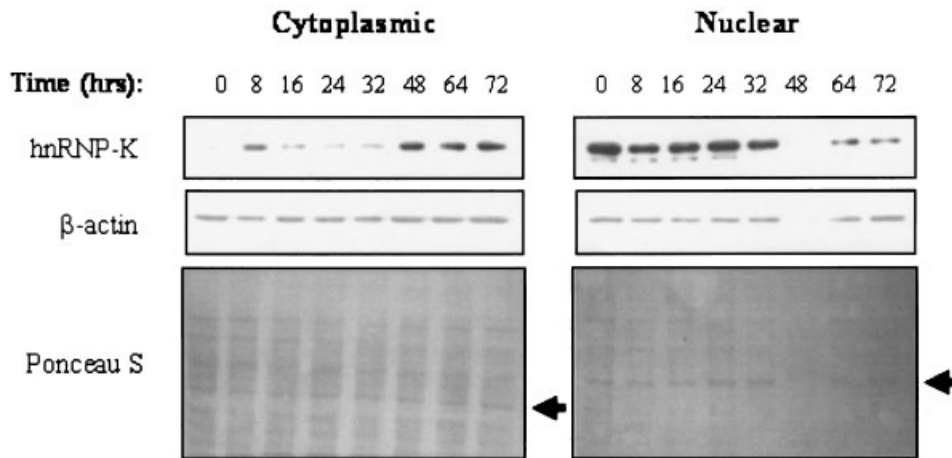 Cytoplasmic Nuclear
Time (hrs): 0 8 16 24 32 48 64 72 0 8 16 24 32 48 64 72
hnRNP-K
β-actin
Ponceau S